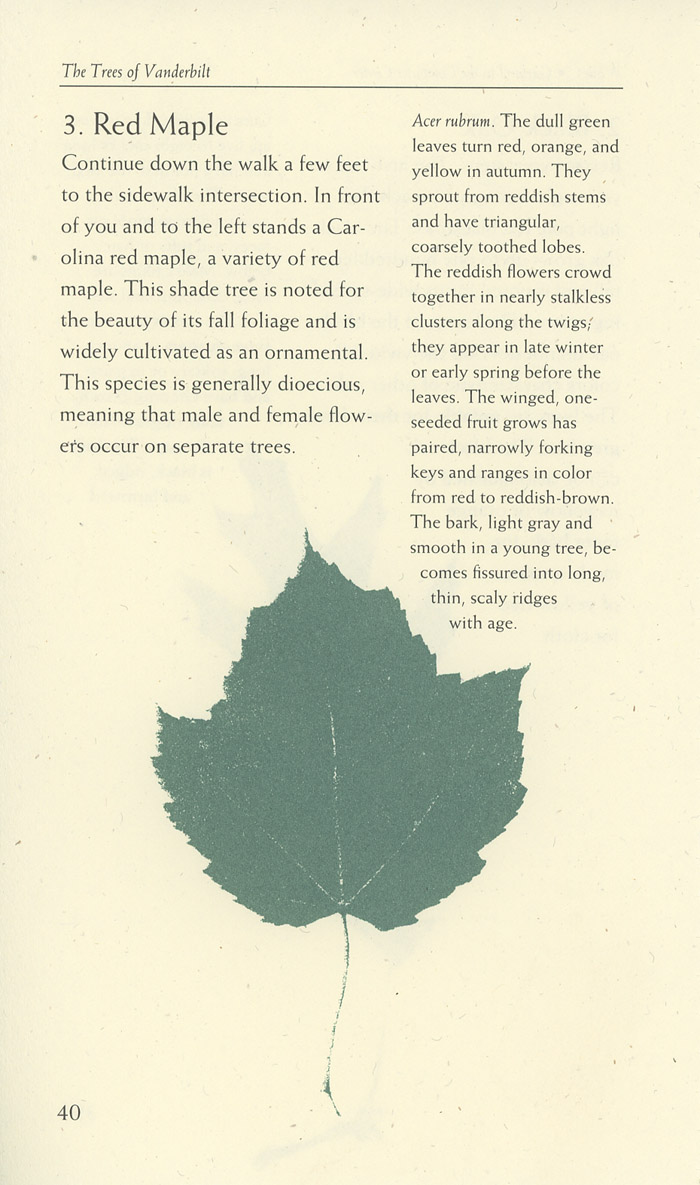 The Trees of Vanderbilt
3. Red Maple
Continue down the walk a few feet
to the sidewalk intersection. In front
of you and to the left stands a Car-
olina red maple, a variety of red
maple. This shade tree is noted for
the beauty of its fall foliage and is
widely cultivated as an ornamental.
This species is generally dioecious,
meaning that male and female flow-
ers occur on separate trees.
Acer rubrum. The dull green
leaves turn red, orange, and
yellow in autumn. They
sprout from reddish stems
and have triangular,
coarsely toothed lobes.
The reddish flowers crowd
together in nearly stalkless
clusters along the twigs;
they appear in late winter
or early spring before the
leaves. The winged, one-
seeded fruit grows has
paired, narrowly forking
keys and ranges in color
from red to reddish-brown.
The bark, light gray and
smooth in a young tree, be-
comes fissured into long,
thin, scaly ridges
with age.
40